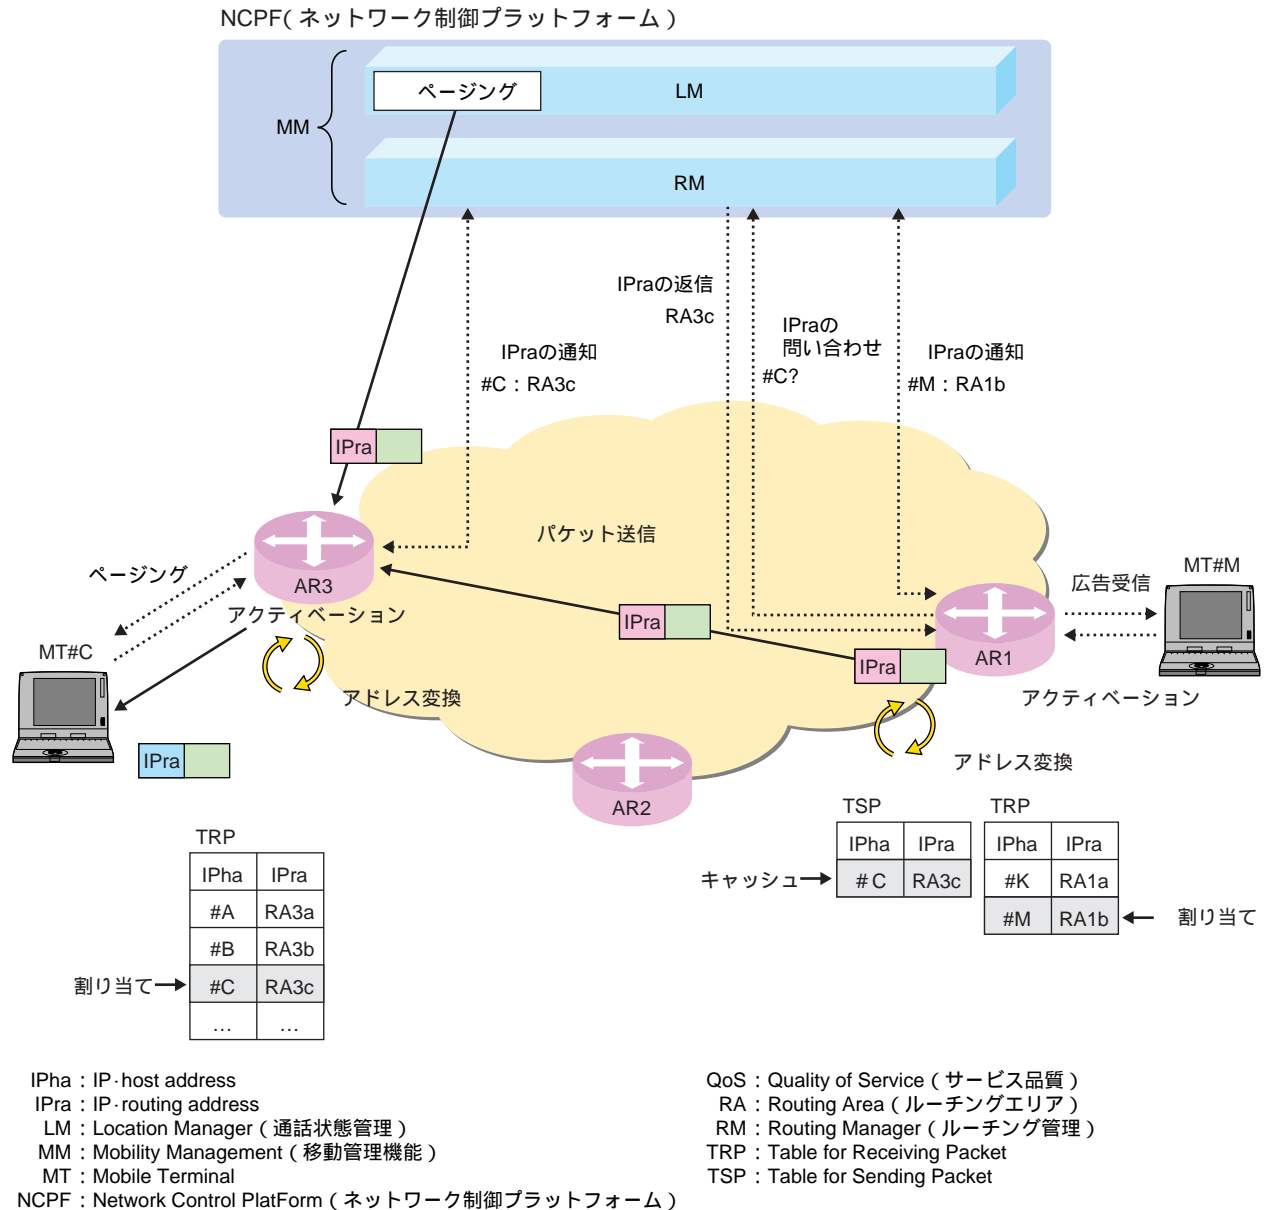 NCPF(ネットワーク制御プラットフォーム)
ページング
LM
MM
RM
IPraの返信
RA3c
IPraの
問い合わせ
#C?
IPraの通知
#C：RA3c
IPraの通知
#M：RA1b
IPra
パケット送信
AR3
ページング
アクティベーション
MT#C
アドレス変換
IPra
IPra
IPra
AR1
広告受信
MT#M
アクティベーション
アドレス変換
AR2
TRP
IPha IPra
#A RA3a
#B RA3b
割り当て #C RA3c
… …
TSP
IPha IPra
キャッシュ #C RA3c
TRP
IPha IPra
#K RA1a
#M RA1b 割り当て
IPha：IP·host address
IPra：IP·routing address
LM：Location Manager（通話状態管理）
MM：Mobility Management（移動管理機能）
MT：Mobile Terminal
NCPF：Network Control PlatForm（ネットワーク制御プラットフォーム）
QoS：Quality of Service（サービス品質）
RA：Routing Area（ルーチングエリア）
RM：Routing Manager（ルーチング管理）
TRP：Table for Receiving Packet
TSP：Table for Sending Packet